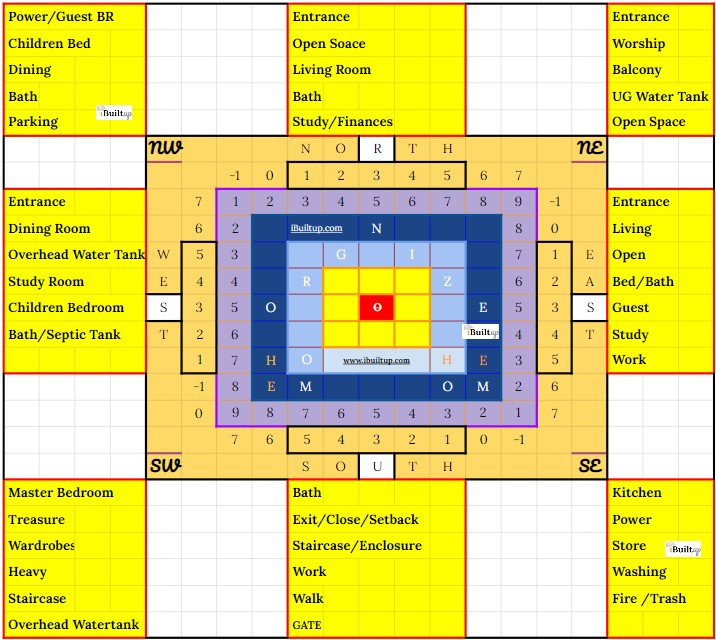 Power/Guest BR Entrance Entrance
Children Bed Open Soace Worship
Dining Living Room Balcony
Bath Bath UG Water Tank
Parking iBuiltup Study/Finances Open Space
NW N O R T H NE
-1 0 1 2 3 4 5 6 7
Entrance 7 1 2 3 4 5 6 7 8 9 -1 Entrance
Dining Room 6 2 iBuiltup.com N 8 0 Living
Overhead Water Tank W 5 3 G I 7 1 E Open
Study Room E 4 4 R Z 6 2 A Bed/Bath
Children Bedroom S 3 5 O 0 E 5 3 S Guest
Bath/Septic Tank T 2 6 iBuiltup 4 4 T Study
1 7 H O www.ibuiltup.com H E 3 5 Work
-1 8 E M O M 2 6
0 9 8 7 6 5 4 3 2 1 7
7 6 5 4 3 2 1 0 -1
SW S O U T H SE
Master Bedroom Bath Kitchen
Treasure Exit/Close/Setback Power
Wardrobes Staircase/Enclosure Store iBuiltup
Heavy Work Washing
Staircase Walk Fire /Trash
Overhead Watertank GATE